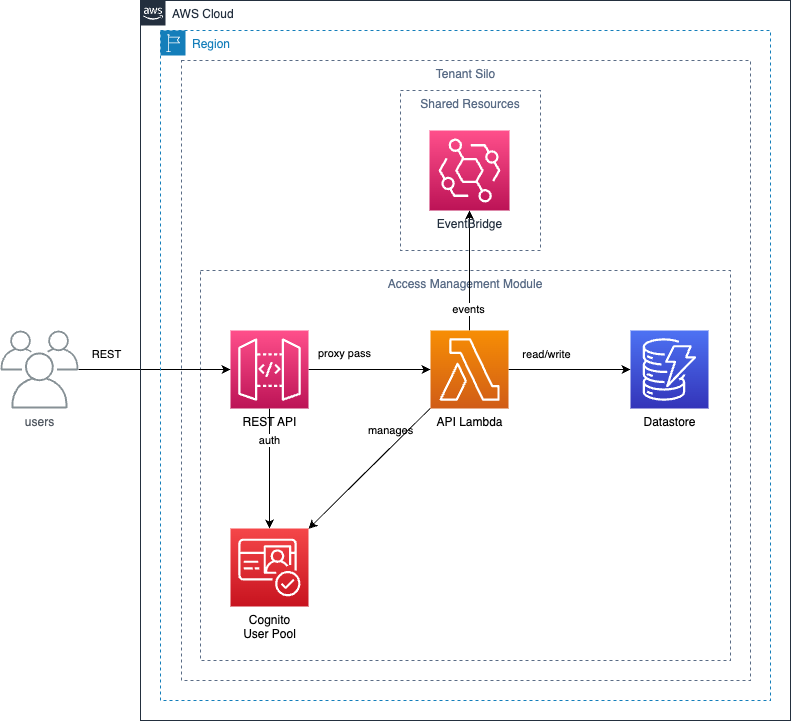 aws
AWS Cloud
Region
Tenant Silo
Shared Resources
EventBridge
Access Management Module
events
REST
proxy pass
read/write
users
REST API
API Lambda
Datastore
auth
manages
Cognito
User Pool